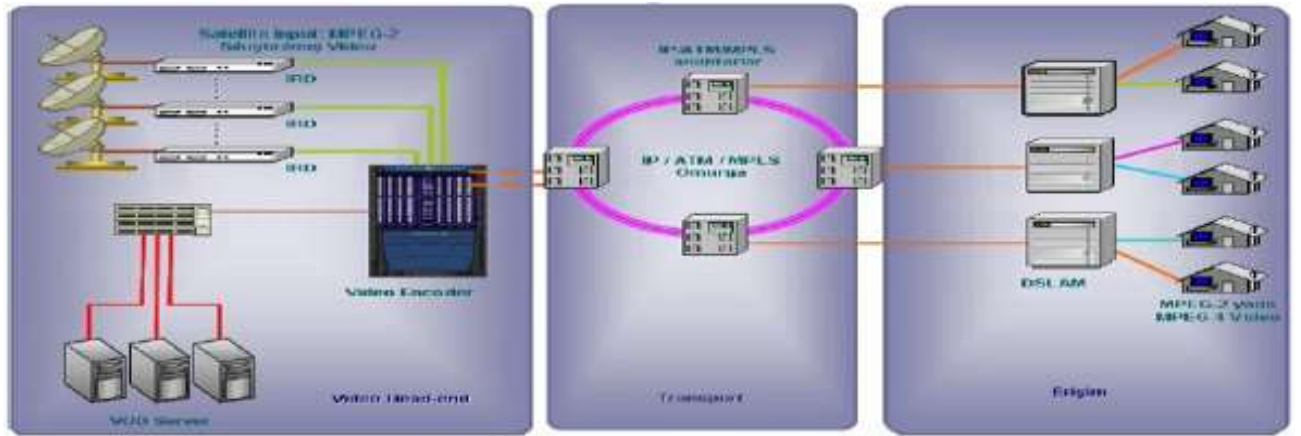 Satellite Input: MPEG-2
Sıkıştırılmış Video
IRD
IRD
IRD
Video Encoder
VOD Server
Video Head-end
IP/ATM/MPLS
anahtarlar
IP / ATM / MPLS
Omurga
Transport
DSLAM
MPEG-2 yada
MPEG-4 Video
Erişim